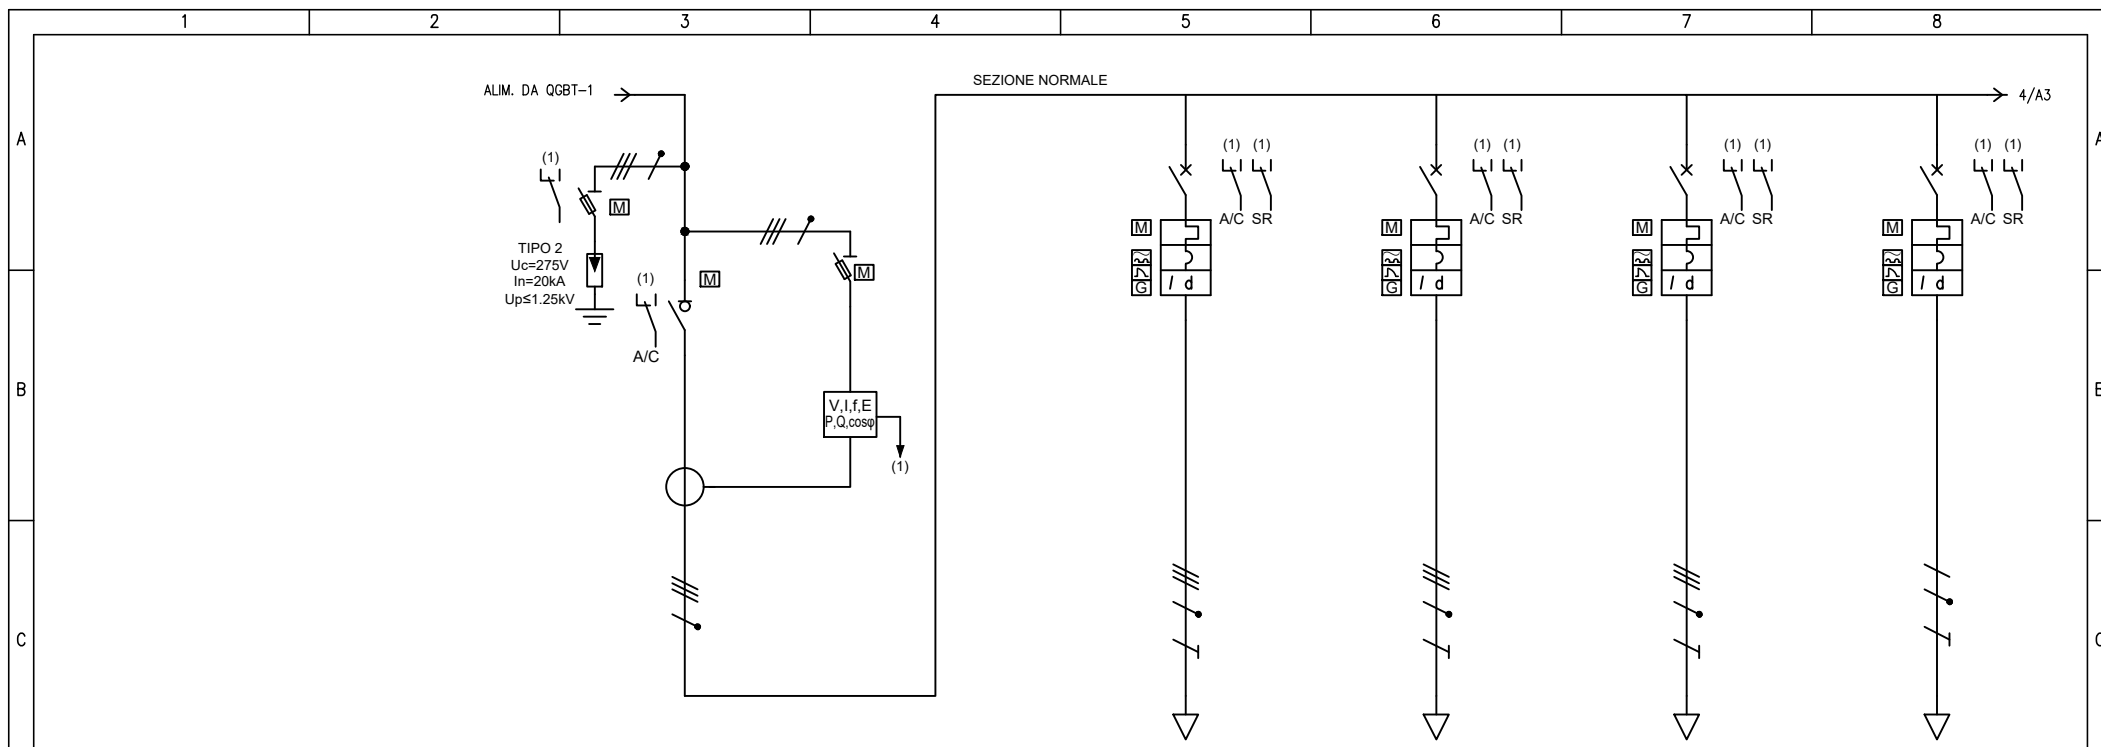 1 2 3 4 5 6 7 8
ALIM. DA QGBT-1
SEZIONE NORMALE
4/A3
A A
(1)
(1) (1) (1) (1) (1) (1) (1) (1)
M
A/C SR A/C SR A/C SR A/C SR
M M M M
TIPO 2
Uc=275V
In=20kA
Up≤1.25kV
(1)
M
M
G G G G
I d I d I d I d
A/C
B B
V,I,f,E
P,Q,cosφ
(1)
C C